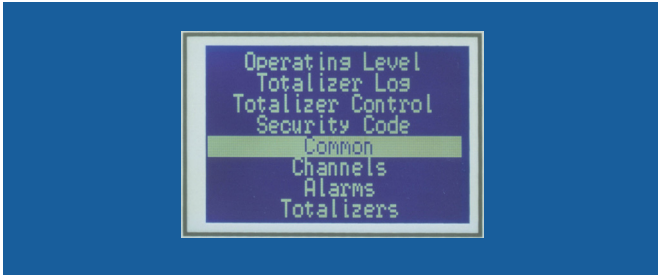 Operating Level
Totalizer Log
Totalizer Control
Security Code
Common
Channels
Alarms
Totalizers